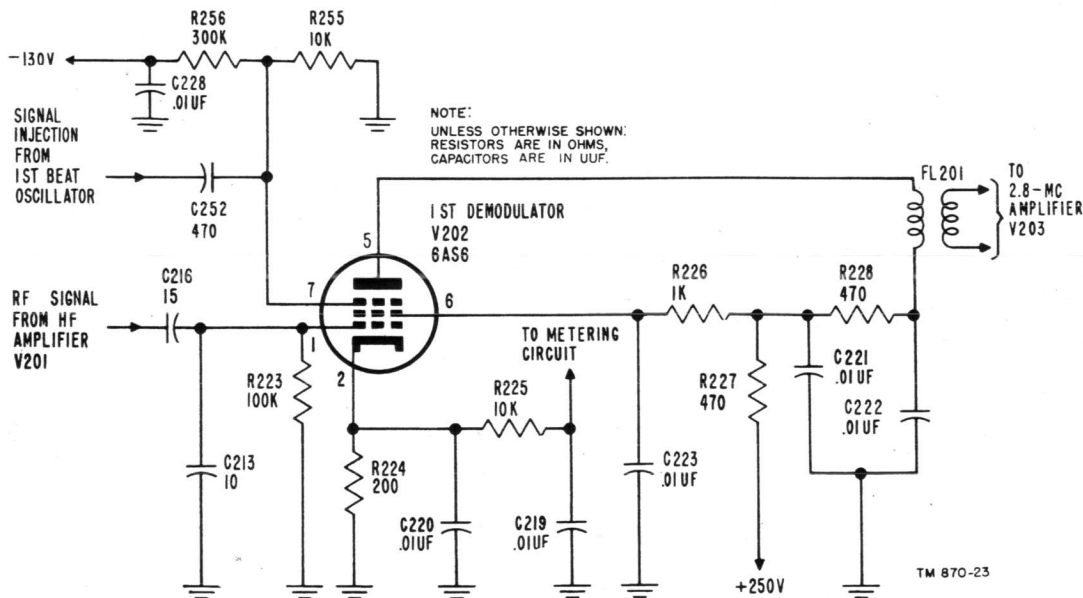 R256
300K
R255
10K
−130V
C228
.01UF
SIGNAL
INJECTION
FROM
1ST BEAT
OSCILLATOR
C252
470
NOTE:
UNLESS OTHERWISE SHOWN:
RESISTORS ARE IN OHMS,
CAPACITORS ARE IN UUF.
FL201
TO
2.8-MC
AMPLIFIER
V203
1ST DEMODULATOR
V202
6AS6
5
7
6
1
2
C216
15
RF SIGNAL
FROM HF
AMPLIFIER
V201
R226
1K
R228
470
TO METERING
CIRCUIT
R223
100K
R225
10K
R227
470
C221
.01UF
C222
.01UF
C213
10
R224
200
C220
.01UF
C219
.01UF
C223
.01UF
+250V
TM 870-23